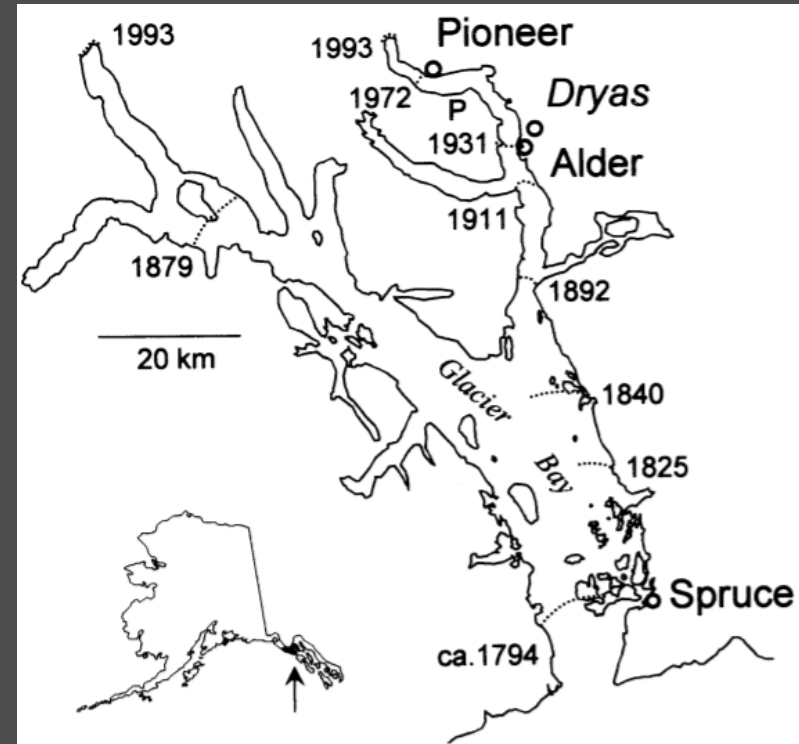 1993
1993
Pioneer
1972
P
Dryas
1931
Alder
1911
1879
1892
20 km
Glacier
1840
Bay
1825
Spruce
ca.1794